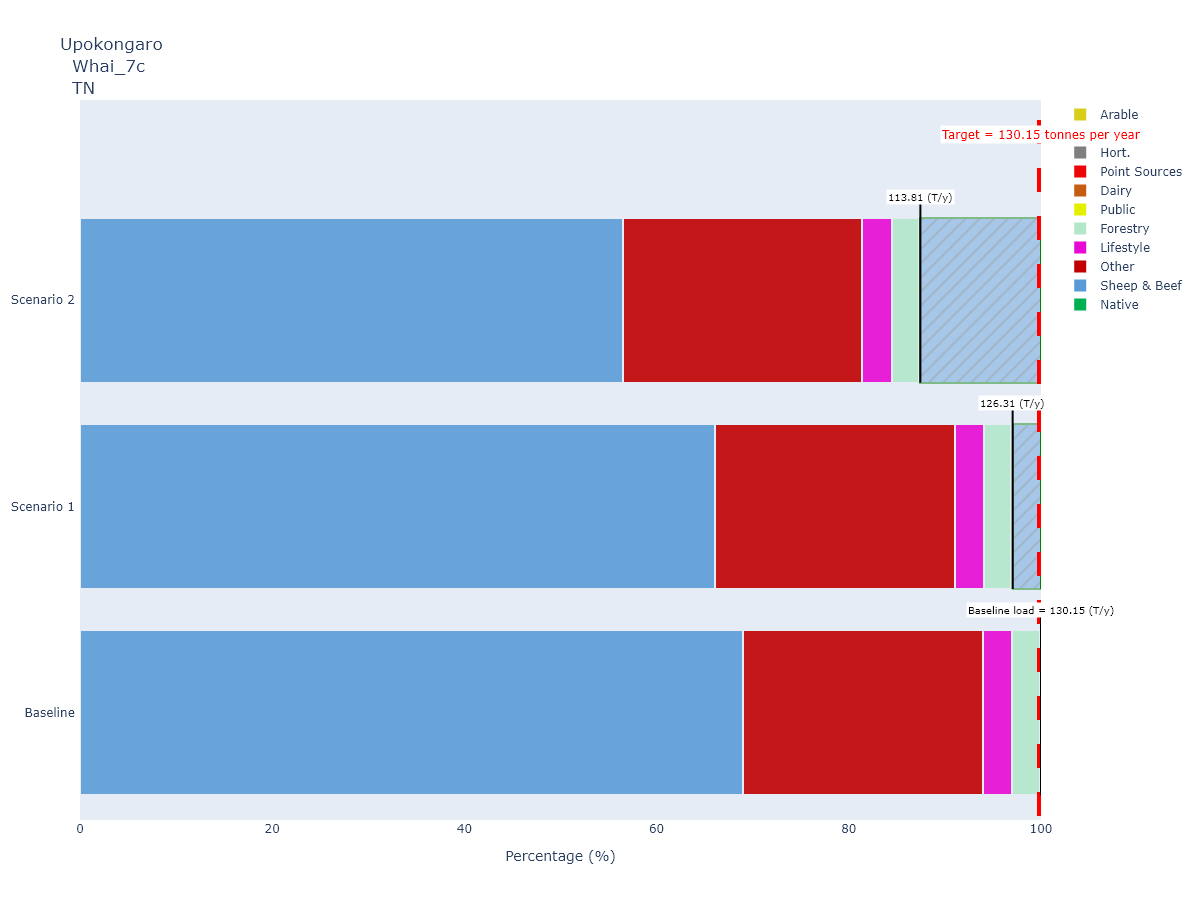 Upokongaro
Whai_7c
TN
Arable
Target = 130.15 tonnes per year
Hort.
Point Sources
Dairy
Public
Forestry
Lifestyle
Other
Sheep & Beef
Native
113.81 (T/y)
Scenario 2
126.31 (T/y)
Scenario 1
Baseline load = 130.15 (T/y)
Baseline
0 20 40 60 80 100
Percentage (%)